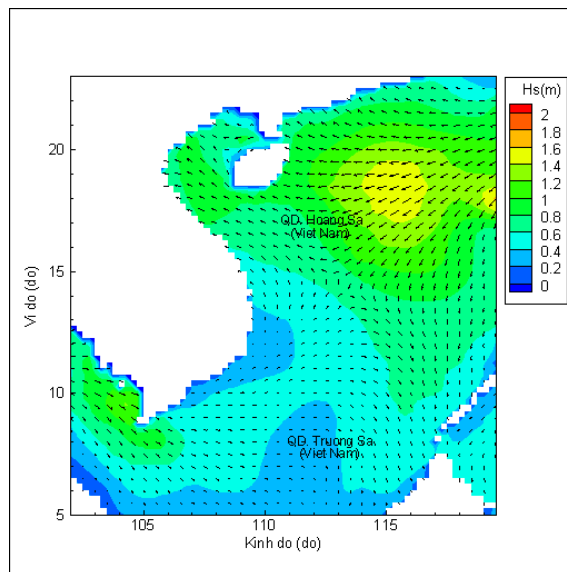 Hs(m)
2
1.8
1.6
1.4
1.2
1
0.8
0.6
0.4
0.2
0
20
15
10
5
Vi do (do)
QD. Hoang Sa
(Viet Nam)
QD. Truong Sa
(Viet Nam)
105
110
115
Kinh do (do)